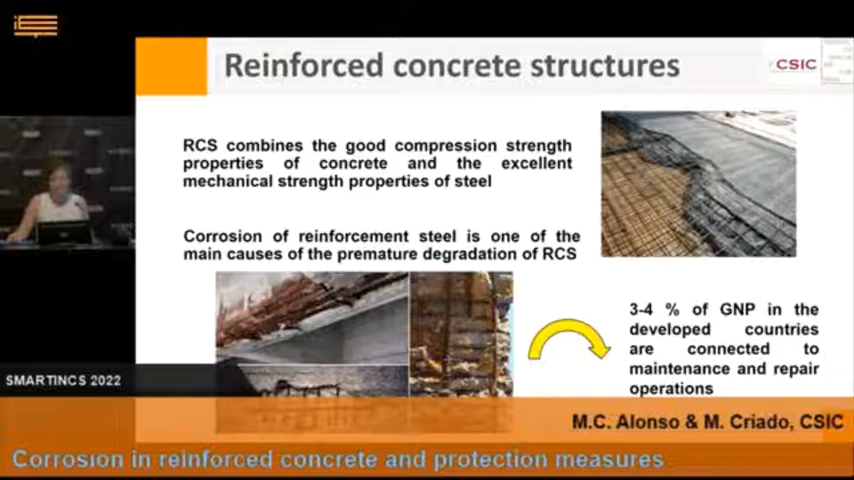 Reinforced concrete structures
CSIC
RCS combines the good compression strength
properties of concrete and the excellent
mechanical strength properties of steel
Corrosion of reinforcement steel is one of the
main causes of the premature degradation of RCS
3-4 % of GNP in the
developed countries
are connected to
maintenance and repair
operations
SMARTINCS 2022
M.C. Alonso & M. Criado, CSIC
Corrosion in reinforced concrete and protection measures